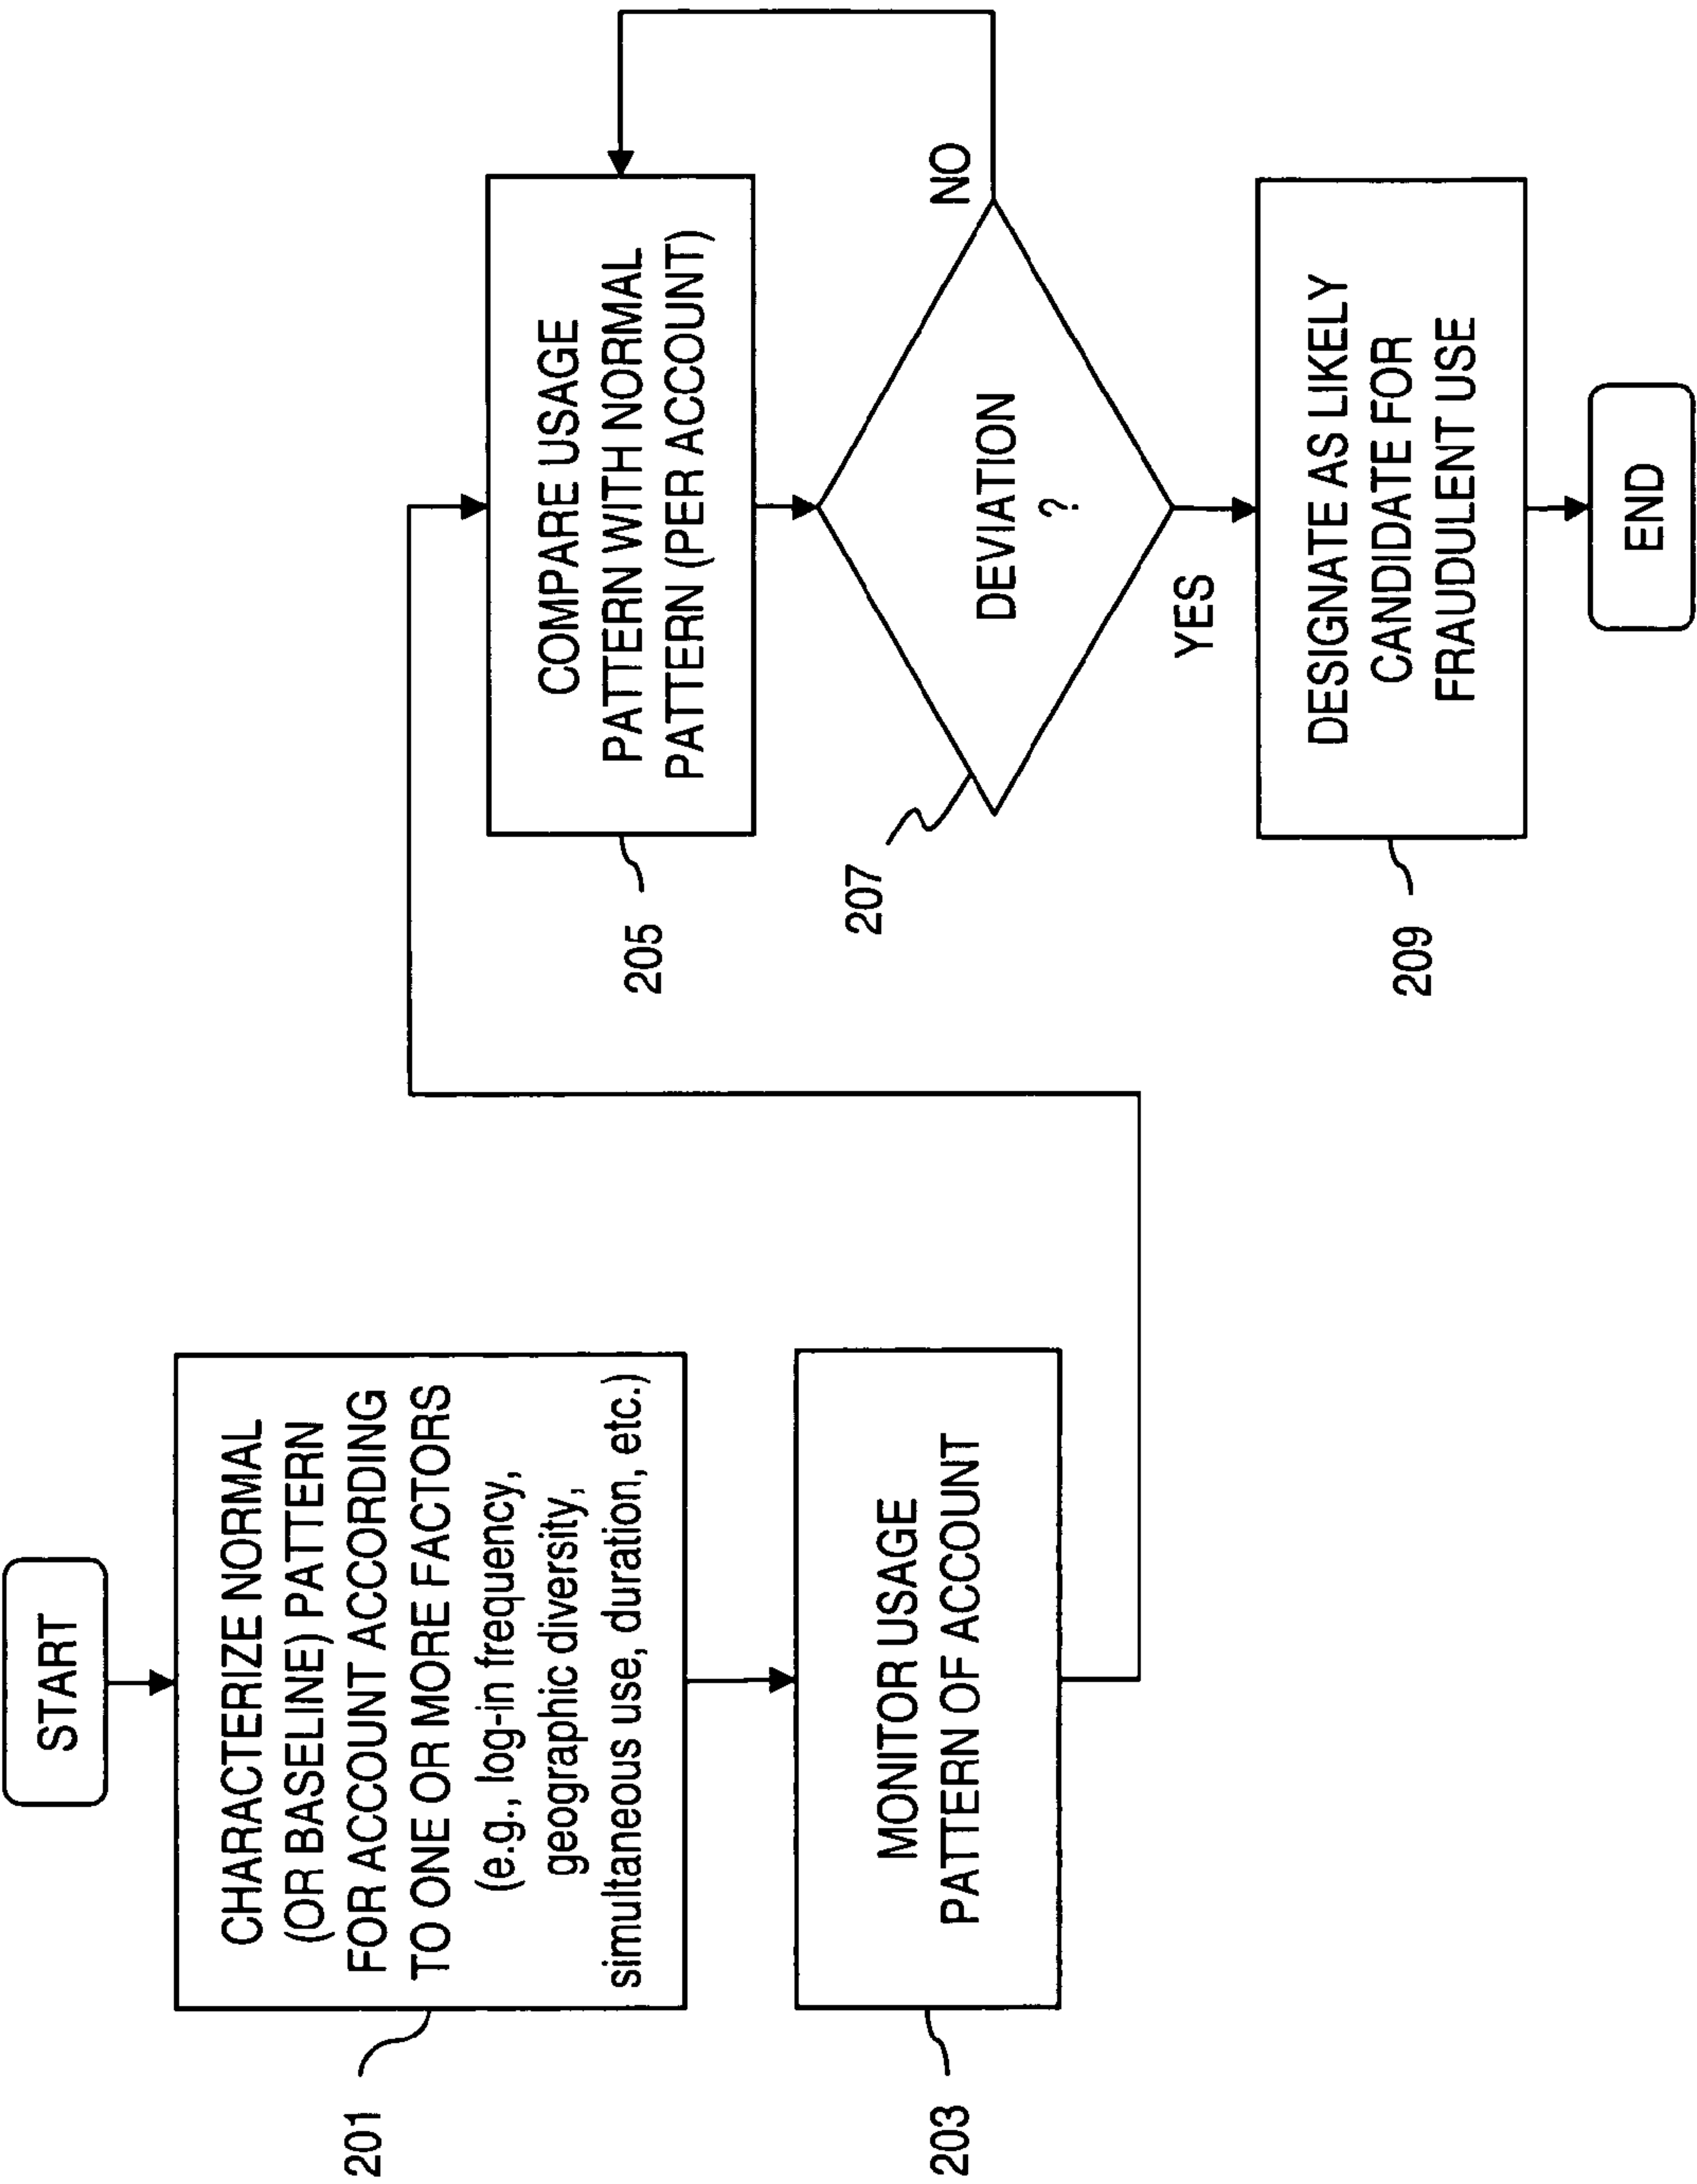 START
CHARACTERIZE NORMAL
(OR BASELINE) PATTERN
FOR ACCOUNT ACCORDING
TO ONE OR MORE FACTORS
(e.g., log-in frequency,
geographic diversity,
simultaneous use, duration, etc.)
201
MONITOR USAGE
PATTERN OF ACCOUNT
203
COMPARE USAGE
PATTERN WITH NORMAL
PATTERN (PER ACCOUNT)
205
DEVIATION
?
207
NO
YES
DESIGNATE AS LIKELY
CANDIDATE FOR
FRAUDULENT USE
209
END